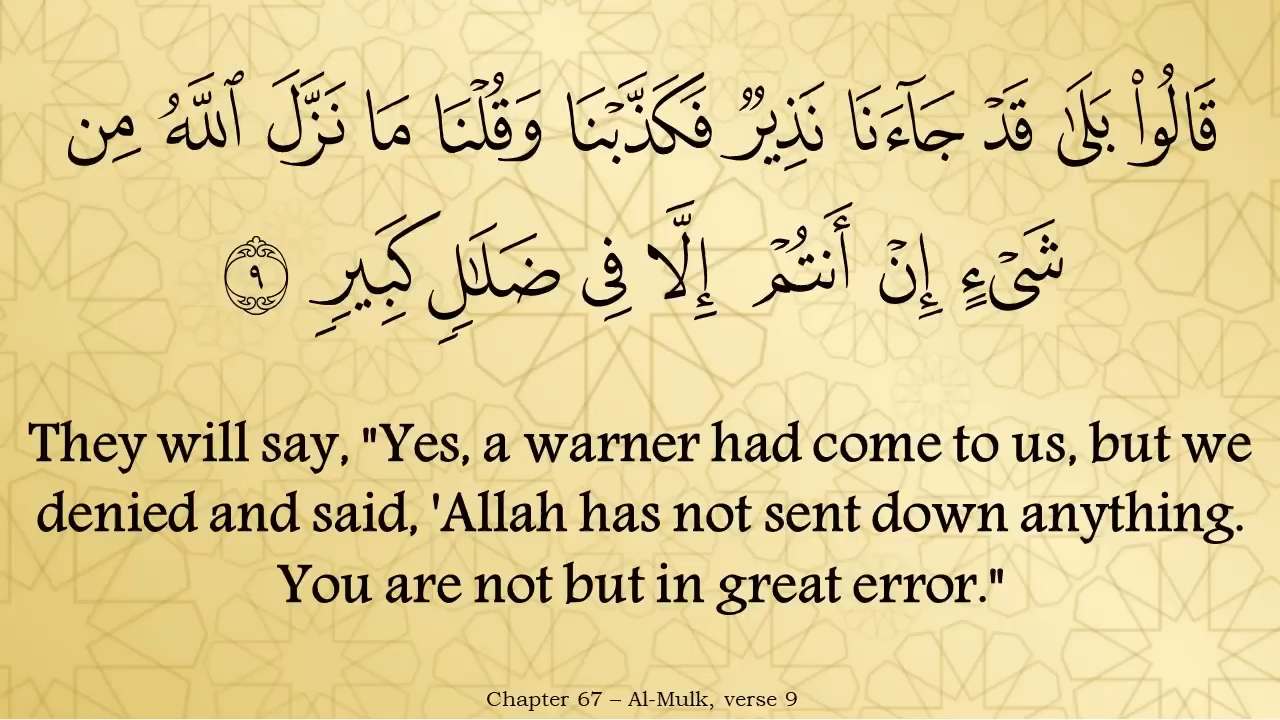 قَالُوا۟ بَلَىٰ قَدْ جَآءَنَا نَذِيرٌ فَكَذَّبْنَا وَقُلْنَا مَا نَزَّلَ ٱللَّهُ مِن
شَىْءٍ إِنْ أَنتُمْ إِلَّا فِى ضَلَـٰلٍ كَبِيرٍ ٩
They will say, "Yes, a warner had come to us, but we
denied and said, 'Allah has not sent down anything.
You are not but in great error."
Chapter 67 – Al-Mulk, verse 9